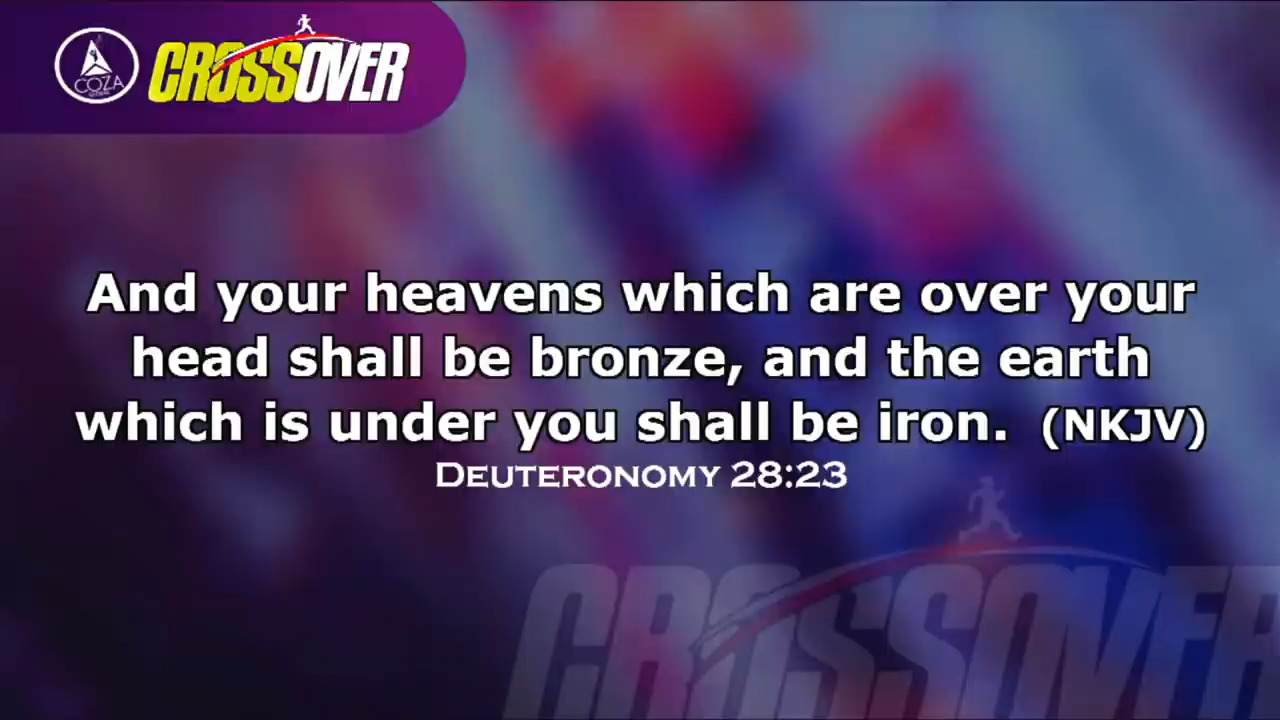 COZA
CROSSOVER
And your heavens which are over your
head shall be bronze, and the earth
which is under you shall be iron. (NKJV)
DEUTERONOMY 28:23
CROSSOVER